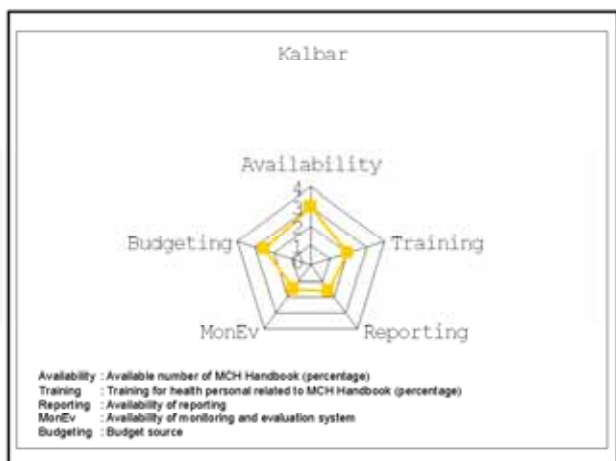 Kalbar
Availability
4
3
2
1
0
Budgeting
Training
MonEv
Reporting
Availability : Available number of MCH Handbook (percentage)
Training : Training for health personal related to MCH Handbook (percentage)
Reporting : Availability of reporting
MonEv : Availability of monitoring and evaluation system
Budgeting : Budget source